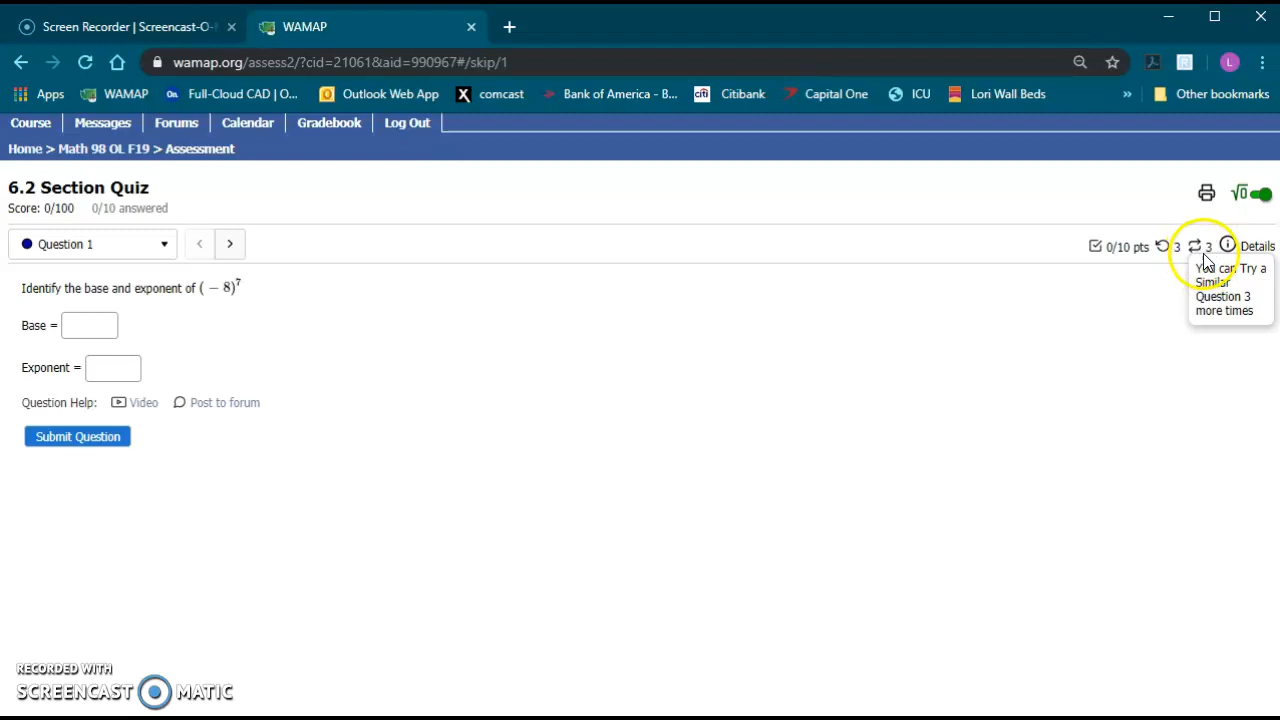 Screen Recorder | Screencast-O-
WAMAP
wamap.org/assess2/?cid=21061&aid=990967#/skip/1
L
Apps WAMAP On Full-Cloud CAD | O... Outlook Web App X comcast Bank of America - B... citi Citibank Capital One ICU Lori Wall Beds » Other bookmarks
Course Messages Forums Calendar Gradebook Log Out
Home > Math 98 OL F19 > Assessment
6.2 Section Quiz
Score: 0/100 0/10 answered
Question 1 < > 0/10 pts 3 3 Details
You can Try a
Similar
Question 3
more times
Identify the base and exponent of (− 8)⁷
Base =
Exponent =
Question Help: Video Post to forum
Submit Question
RECORDED WITH
SCREENCAST MATIC